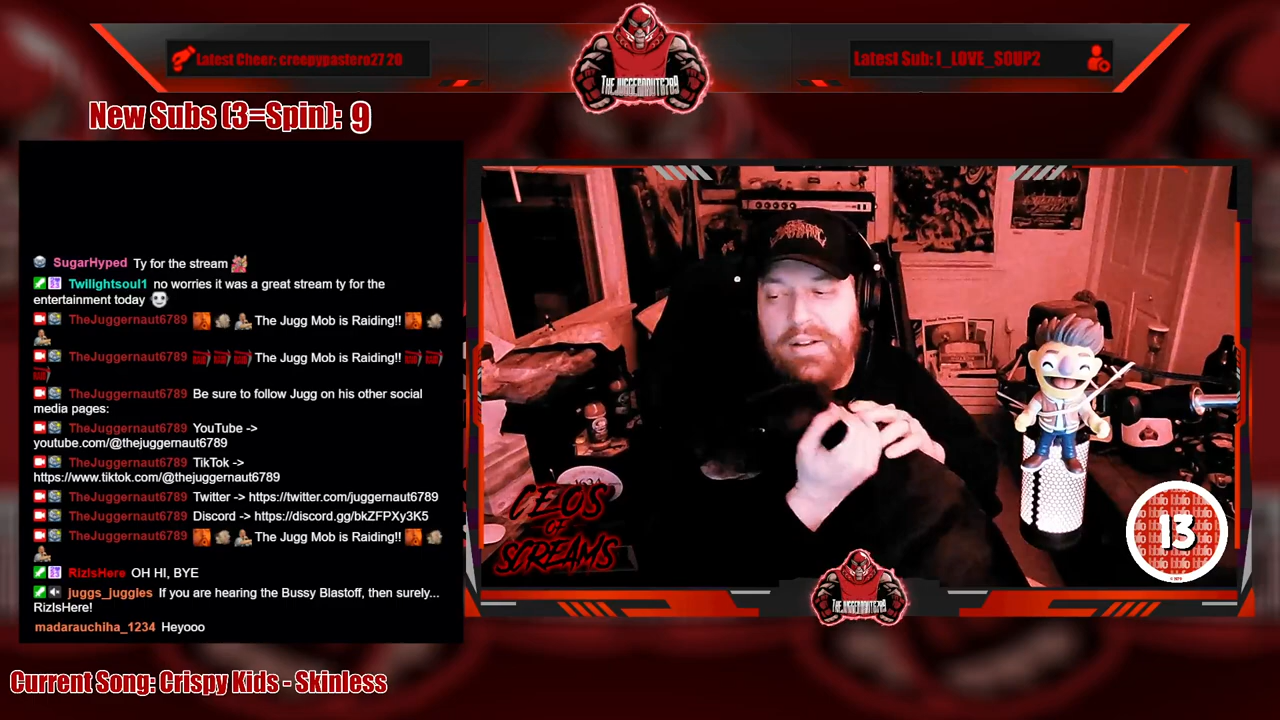 Latest Cheer: creepypastero27 20
THEJUGGERNAUT6789
Latest Sub: I_LOVE_SOUP2
New Subs (3=Spin): 9
SugarHyped Ty for the stream
Twilightsoul1 no worries it was a great stream ty for the
entertainment today
TheJuggernaut6789 The Jugg Mob is Raiding!!
TheJuggernaut6789 The Jugg Mob is Raiding!!
TheJuggernaut6789 Be sure to follow Jugg on his other social
media pages:
TheJuggernaut6789 YouTube ->
youtube.com/@thejuggernaut6789
TheJuggernaut6789 TikTok ->
https://www.tiktok.com/@thejuggernaut6789
TheJuggernaut6789 Twitter -> https://twitter.com/juggernaut6789
TheJuggernaut6789 Discord -> https://discord.gg/bkZFPXy3K5
TheJuggernaut6789 The Jugg Mob is Raiding!!
RizIsHere OH HI, BYE
juggs_juggles If you are hearing the Bussy Blastoff, then surely...
RizIsHere!
madarauchiha_1234 Heyooo
CEO'S
OF
SCREAMS
13
THEJUGGERNAUT6789
Current Song: Crispy Kids - Skinless